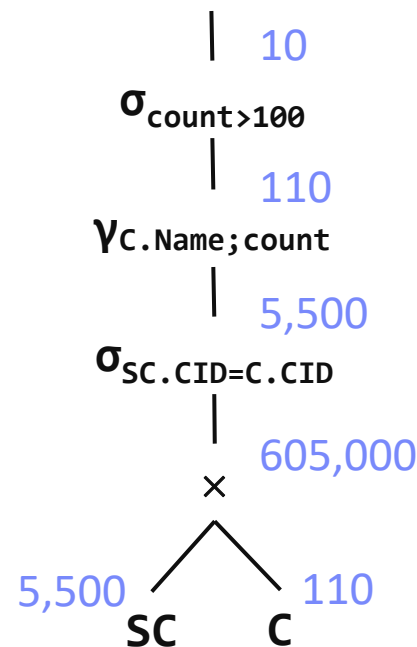 10
σcount>100
110
γC.Name;count
5,500
σSC.CID=C.CID
605,000
×
5,500 110
SC C